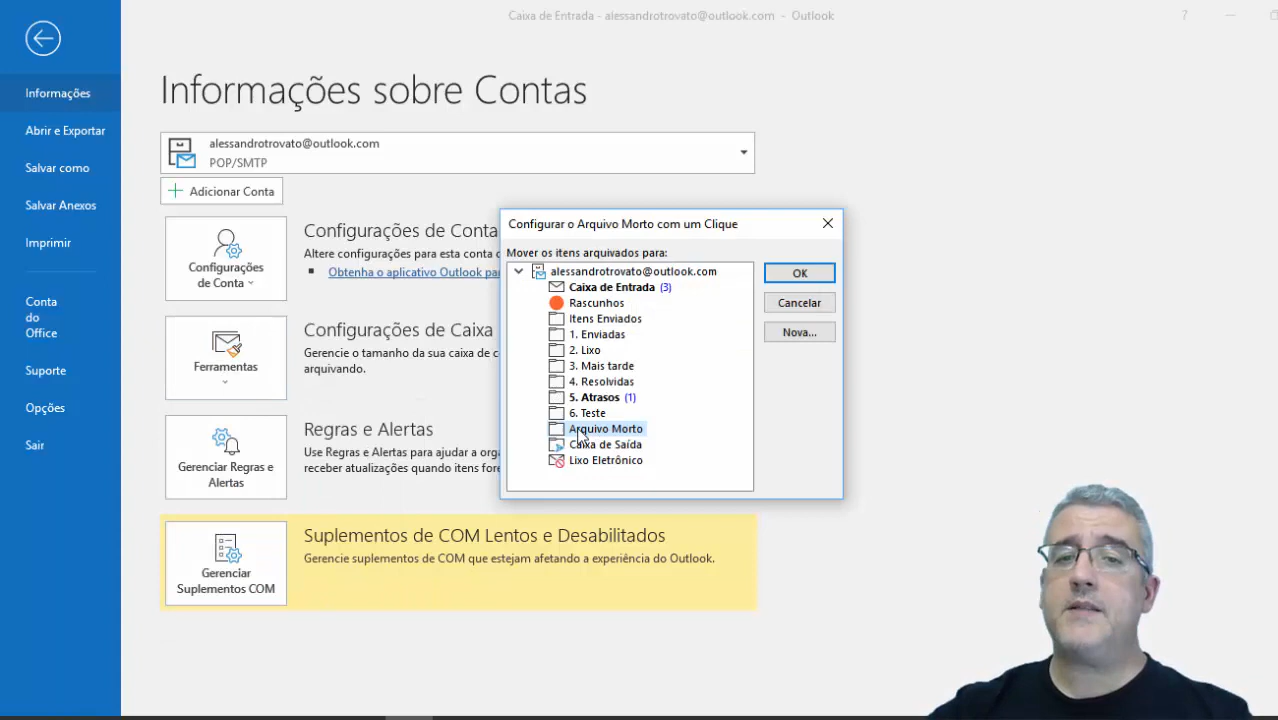 Caixa de Entrada - alessandrotrovato@outlook.com - Outlook
?
Informações
Abrir e Exportar
Salvar como
Salvar Anexos
Imprimir
Conta
do
Office
Suporte
Opções
Sair
Informações sobre Contas
alessandrotrovato@outlook.com
POP/SMTP
Adicionar Conta
Configurações
de Conta
Configurações de Conta
Altere configurações para esta conta
Obtenha o aplicativo Outlook
Ferramentas
Configurações de Caixa
Gerencie o tamanho da sua caixa de
arquivando.
Gerenciar Regras e
Alertas
Regras e Alertas
Use Regras e Alertas para ajudar a
receber atualizações quando itens
Gerenciar
Suplementos COM
Suplementos de COM Lentos e Desabilitados
Gerencie suplementos de COM que estejam afetando a experiência do Outlook.
Configurar o Arquivo Morto com um Clique
Mover os itens arquivados para:
alessandrotrovato@outlook.com
Caixa de Entrada (3)
Rascunhos
Itens Enviados
1. Enviadas
2. Lixo
3. Mais tarde
4. Resolvidas
5. Atrasos (1)
6. Teste
Arquivo Morto
Caixa de Saída
Lixo Eletrônico
OK
Cancelar
Nova...